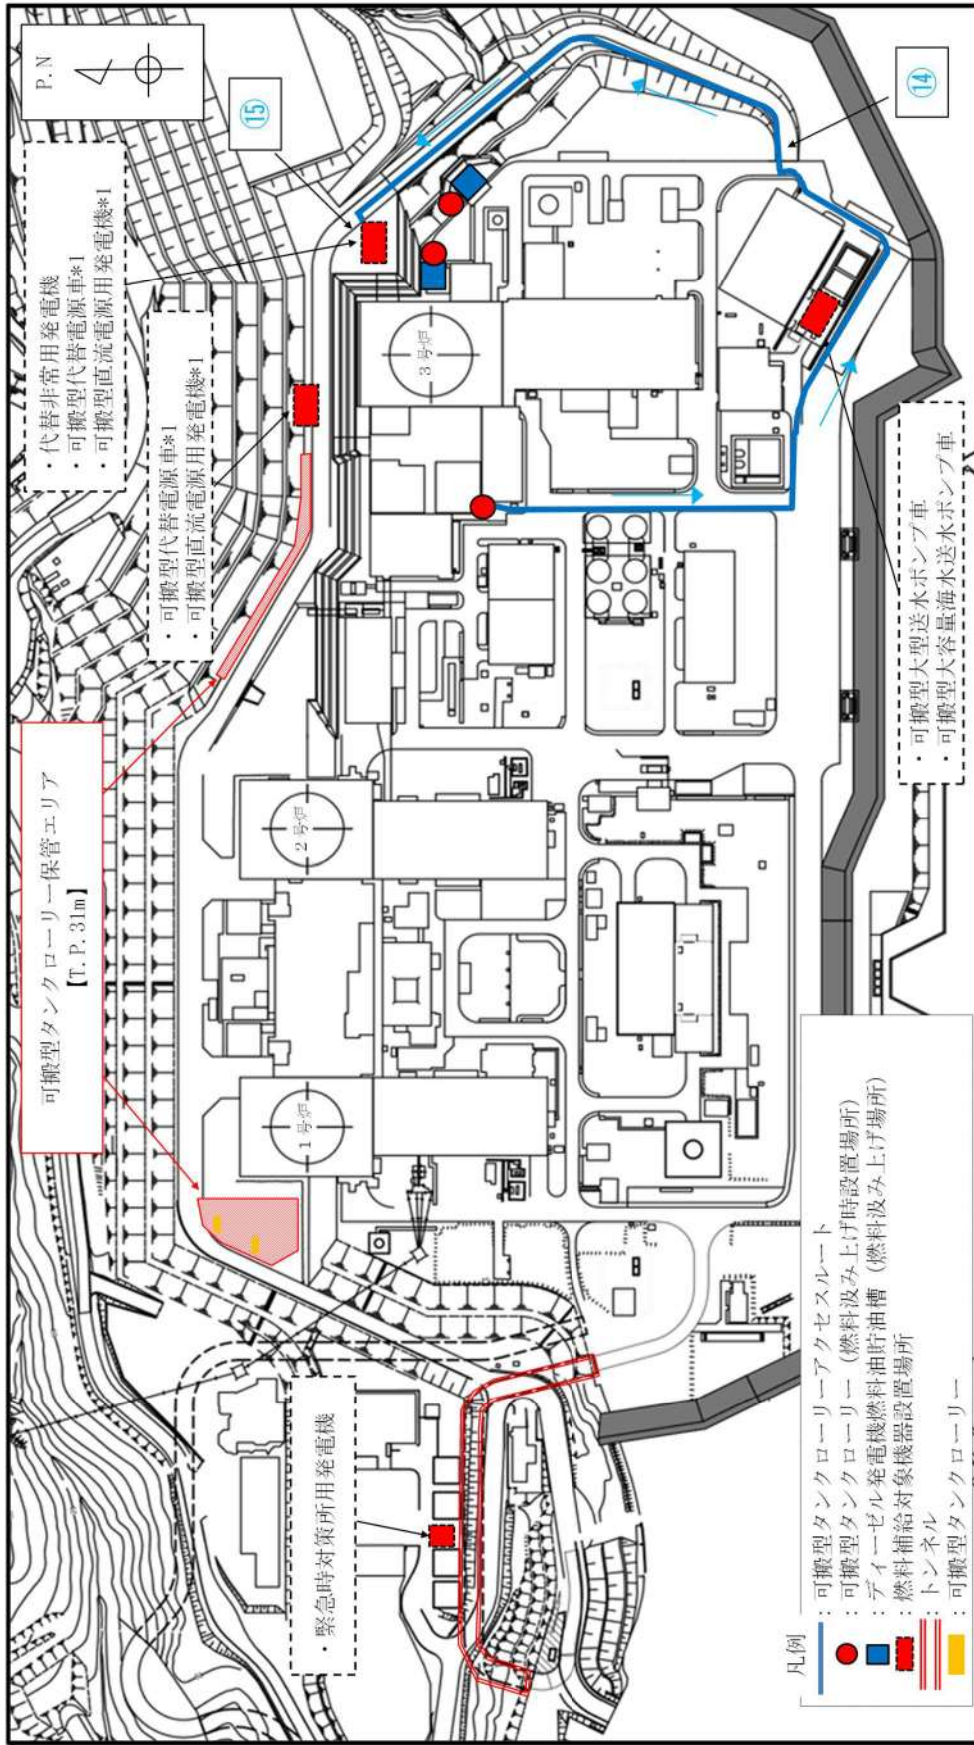 P.N
⑮
⑭
・代替非常用発電機
・可搬型代替電源車*1
・可搬型直流電源用発電機*1
・可搬型代替電源車*1
・可搬型直流電源用発電機*1
可搬型タンクローリー保管エリア
【T.P.31m】
3号炉
2号炉
1号炉
・可搬型大型送水ポンプ車
・可搬型大容量海水送水ポンプ車
・緊急時対策所用発電機
凡例
：可搬型タンクローリーアクセスルート
：可搬型タンクローリー（燃料汲み上げ時設置場所）
：ディーゼル発電機燃料油貯油槽（燃料汲み上げ場所）
：燃料補給対象機器設置場所
：トンネル
：可搬型タンクローリー